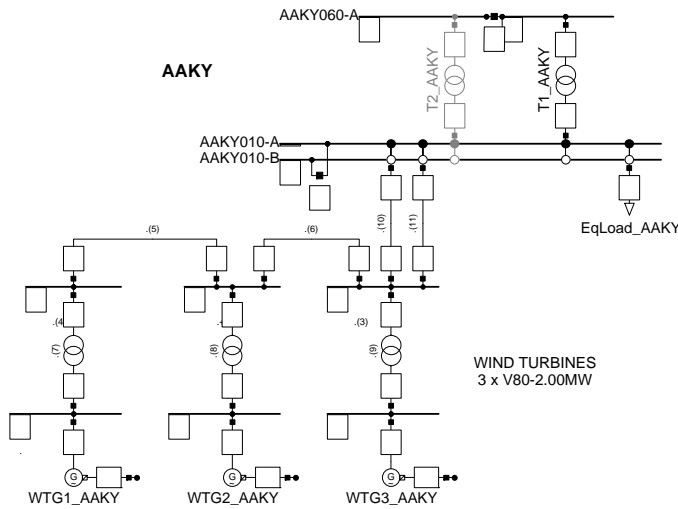 AAKY060-A
AAKY
T2_AAKY
T1_AAKY
AAKY010-A
AAKY010-B
.(10)
.(11)
EqLoad_AAKY
.(5)
.(6)
.(4
.(3)
.(7)
.(8)
.(9)
WIND TURBINES
3 x V80-2.00MW
G
G
G
WTG1_AAKY
WTG2_AAKY
WTG3_AAKY